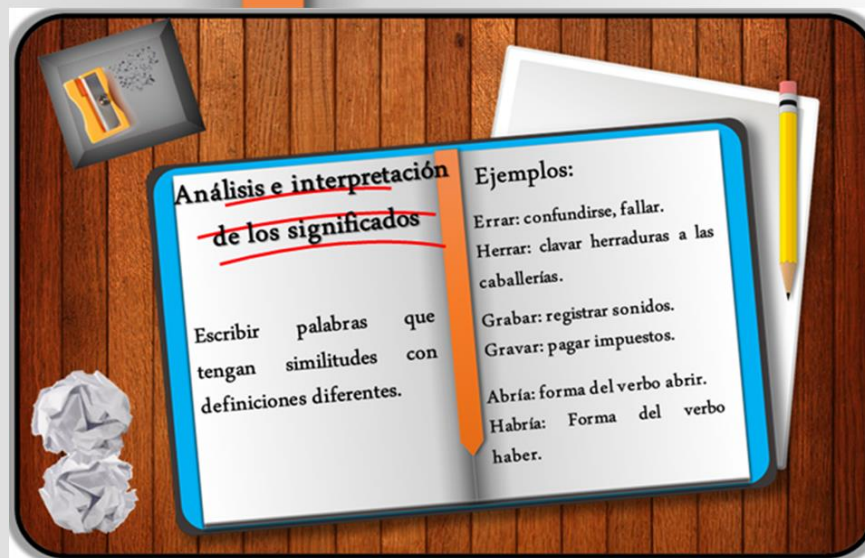 Análisis e interpretación
de los significados
Escribir palabras que
tengan similitudes con
definiciones diferentes.
Ejemplos:
Errar: confundirse, fallar.
Herrar: clavar herraduras a las
caballerías.
Grabar: registrar sonidos.
Gravar: pagar impuestos.
Abría: forma del verbo abrir.
Habría: Forma del verbo
haber.